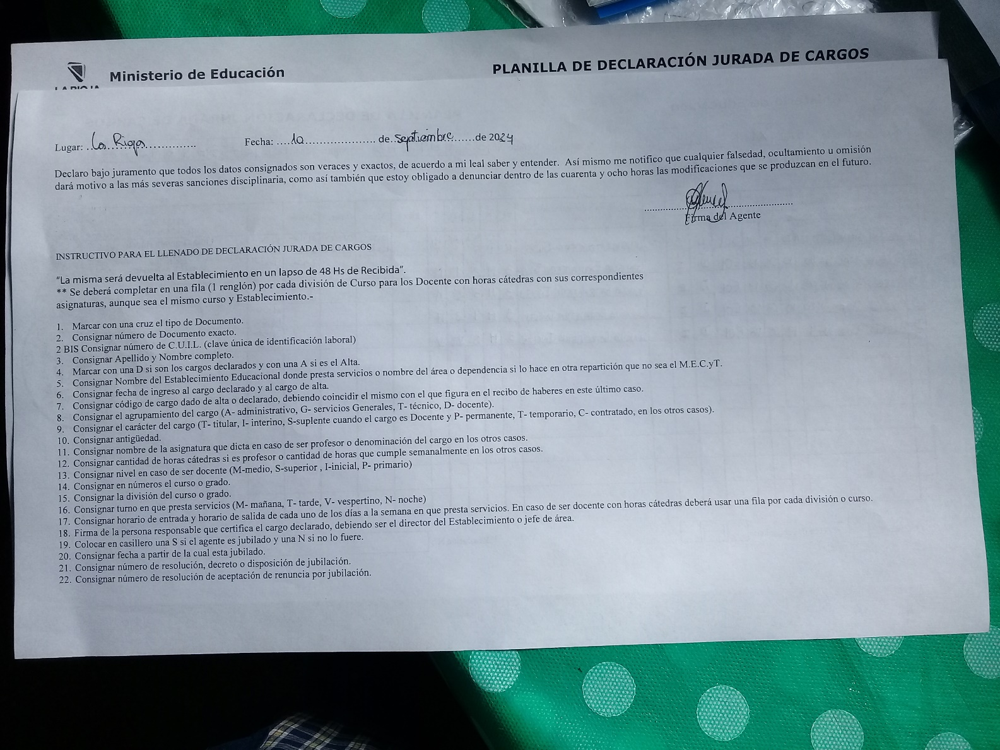 Ministerio de Educación
PLANILLA DE DECLARACIÓN JURADA DE CARGOS
LA RIOJA
Lugar: ..La Rioja..............
Fecha: ....10...................... de..septiembre.......de 2024
Declaro bajo juramento que todos los datos consignados son veraces y exactos, de acuerdo a mi leal saber y entender. Así mismo me notifico que cualquier falsedad, ocultamiento u omisión
dará motivo a las más severas sanciones disciplinaria, como así también que estoy obligado a denunciar dentro de las cuarenta y ocho horas las modificaciones que se produzcan en el futuro.
Firma del Agente
INSTRUCTIVO PARA EL LLENADO DE DECLARACIÓN JURADA DE CARGOS
“La misma será devuelta al Establecimiento en un lapso de 48 Hs de Recibida”.
** Se deberá completar en una fila (1 renglón) por cada división de Curso para los Docente con horas cátedras con sus correspondientes
asignaturas, aunque sea el mismo curso y Establecimiento.-
1. Marcar con una cruz el tipo de Documento.
2. Consignar número de Documento exacto.
2 BIS Consignar número de C.U.I.L. (clave única de identificación laboral)
3. Consignar Apellido y Nombre completo.
4. Marcar con una D si son los cargos declarados y con una A si es el Alta.
5. Consignar Nombre del Establecimiento Educacional donde presta servicios o nombre del área o dependencia si lo hace en otra repartición que no sea el M.E.C.yT.
6. Consignar fecha de ingreso al cargo declarado y al cargo de alta.
7. Consignar código de cargo dado de alta o declarado, debiendo coincidir el mismo con el que figura en el recibo de haberes en este último caso.
8. Consignar el agrupamiento del cargo (A- administrativo, G- servicios Generales, T- técnico, D- docente).
9. Consignar el carácter del cargo (T- titular, I- interino, S-suplente cuando el cargo es Docente y P- permanente, T- temporario, C- contratado, en los otros casos).
10. Consignar antigüedad.
11. Consignar nombre de la asignatura que dicta en caso de ser profesor o denominación del cargo en los otros casos.
12. Consignar cantidad de horas cátedras si es profesor o cantidad de horas que cumple semanalmente en los otros casos.
13. Consignar nivel en caso de ser docente (M-medio, S-superior , I-inicial, P- primario)
14. Consignar en números el curso o grado.
15. Consignar la división del curso o grado.
16. Consignar turno en que presta servicios (M- mañana, T- tarde, V- vespertino, N- noche)
17. Consignar horario de entrada y horario de salida de cada uno de los días a la semana en que presta servicios. En caso de ser docente con horas cátedras deberá usar una fila por cada división o curso.
18. Firma de la persona responsable que certifica el cargo declarado, debiendo ser el director del Establecimiento o jefe de área.
19. Colocar en casillero una S si el agente es jubilado y una N si no lo fuere.
20. Consignar fecha a partir de la cual esta jubilado.
21. Consignar número de resolución, decreto o disposición de jubilación.
22. Consignar número de resolución de aceptación de renuncia por jubilación.